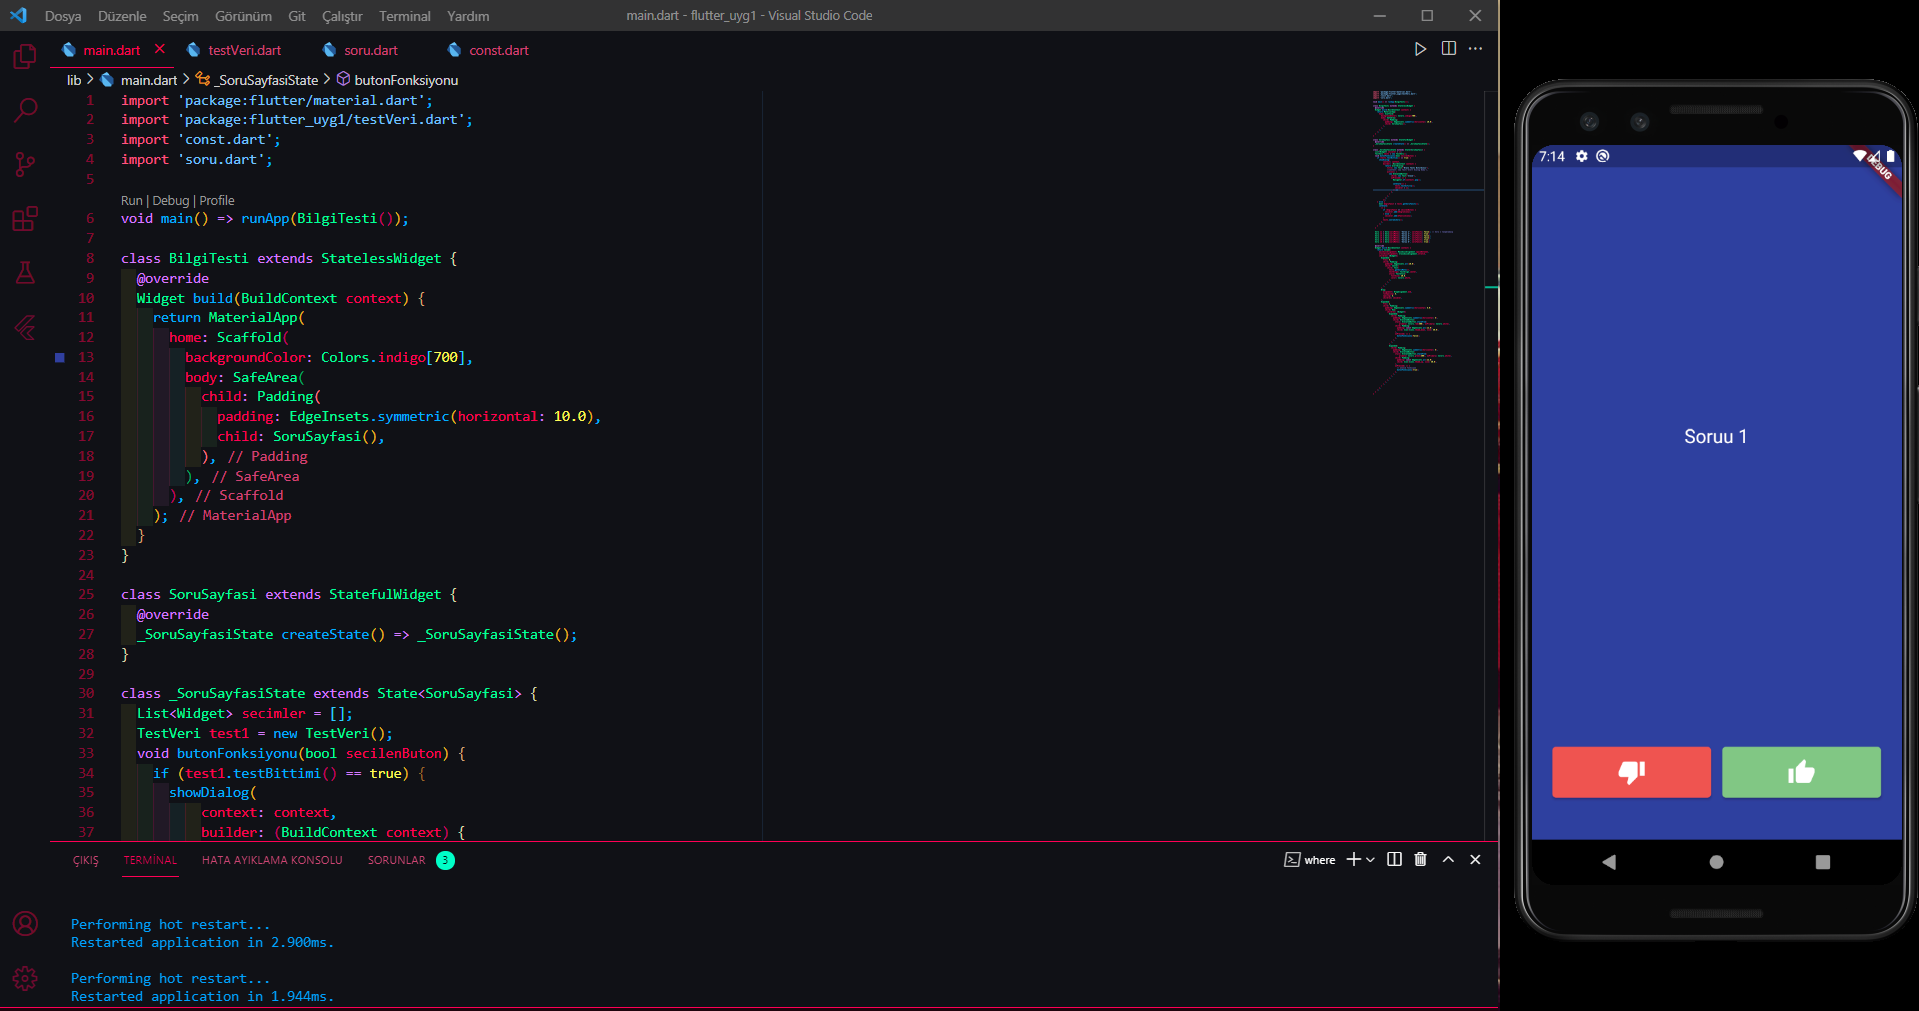 Dosya Düzenle Seçim Görünüm Git Çalıştır Terminal Yardım
main.dart - flutter_uyg1 - Visual Studio Code
main.dart testVeri.dart soru.dart const.dart
lib > main.dart > _SoruSayfasiState > butonFonksiyonu
1 import 'package:flutter/material.dart';
2 import 'package:flutter_uyg1/testVeri.dart';
3 import 'const.dart';
4 import 'soru.dart';
5
Run | Debug | Profile
6 void main() => runApp(BilgiTesti());
7
8 class BilgiTesti extends StatelessWidget {
9 @override
10 Widget build(BuildContext context) {
11 return MaterialApp(
12 home: Scaffold(
13 backgroundColor: Colors.indigo[700],
14 body: SafeArea(
15 child: Padding(
16 padding: EdgeInsets.symmetric(horizontal: 10.0),
17 child: SoruSayfasi(),
18 ), // Padding
19 ), // SafeArea
20 ), // Scaffold
21 ); // MaterialApp
22 }
23 }
24
25 class SoruSayfasi extends StatefulWidget {
26 @override
27 _SoruSayfasiState createState() => _SoruSayfasiState();
28 }
29
30 class _SoruSayfasiState extends State<SoruSayfasi> {
31 List<Widget> secimler = [];
32 TestVeri test1 = new TestVeri();
33 void butonFonksiyonu(bool secilenButon) {
34 if (test1.testBittimi() == true) {
35 showDialog(
36 context: context,
37 builder: (BuildContext context) {
ÇIKIŞ TERMİNAL HATA AYIKLAMA KONSOLU SORUNLAR 3
where
Performing hot restart...
Restarted application in 2.900ms.
Performing hot restart...
Restarted application in 1.944ms.
7:14
DEBUG
Soruu 1